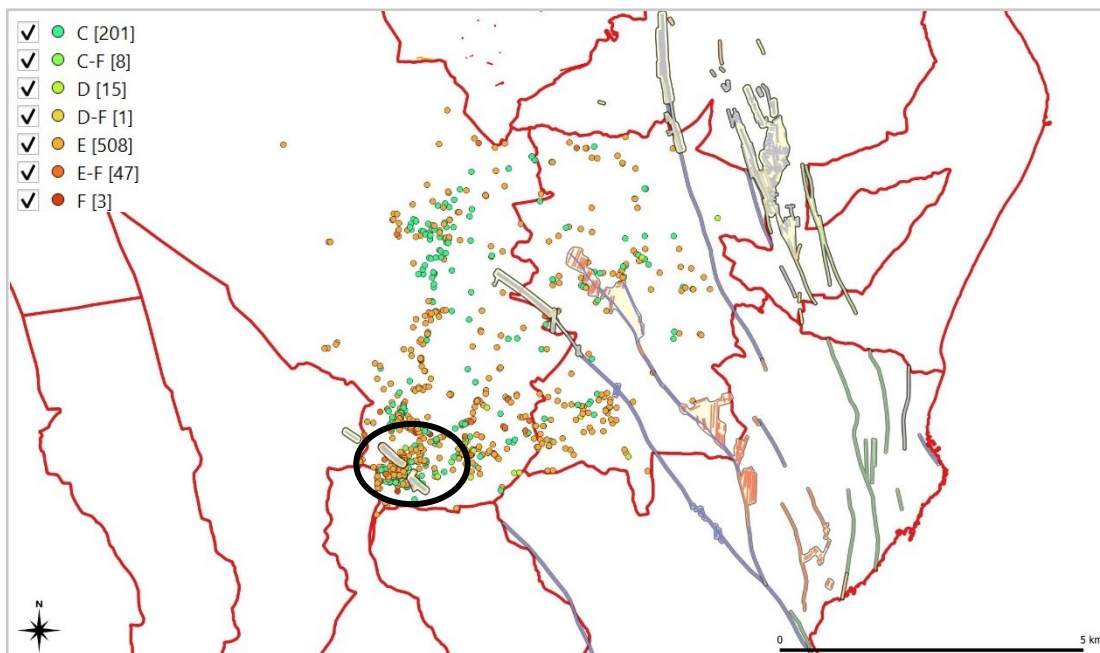 C [201]
C-F [8]
D [15]
D-F [1]
E [508]
E-F [47]
F [3]
N
0
5 km